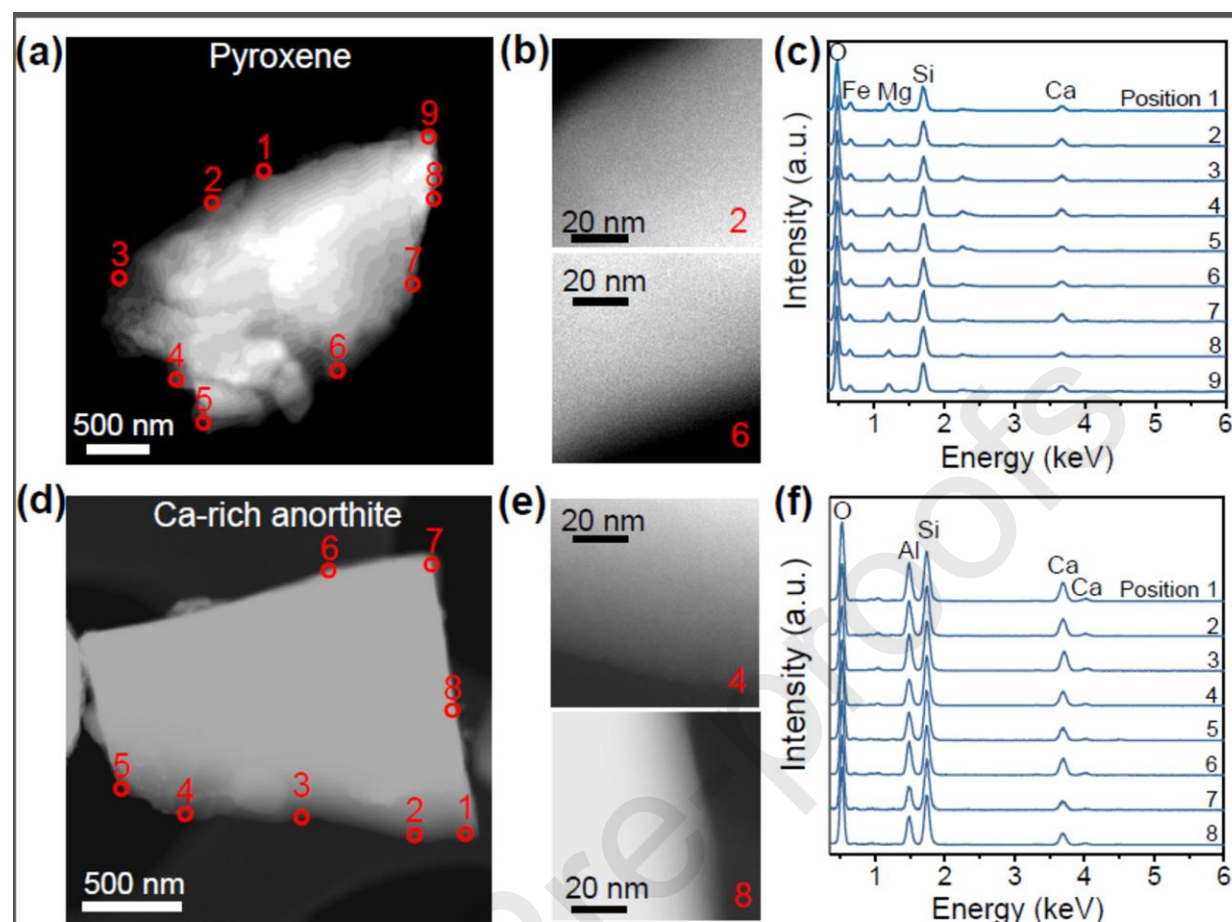 (a)
Pyroxene
1
2
3
4
5
6
7
8
9
500 nm
(b)
20 nm
2
20 nm
6
(c)
O
Fe
Mg
Si
Ca
Position 1
2
3
4
5
6
7
8
9
Intensity (a.u.)
1 2 3 4 5 6
Energy (keV)
(d)
Ca-rich anorthite
6
7
8
5
4
3
2
1
500 nm
(e)
20 nm
4
20 nm
8
(f)
O
Al
Si
Ca
Ca
Position 1
2
3
4
5
6
7
8
Intensity (a.u.)
1 2 3 4 5 6
Energy (keV)
pre-proofs